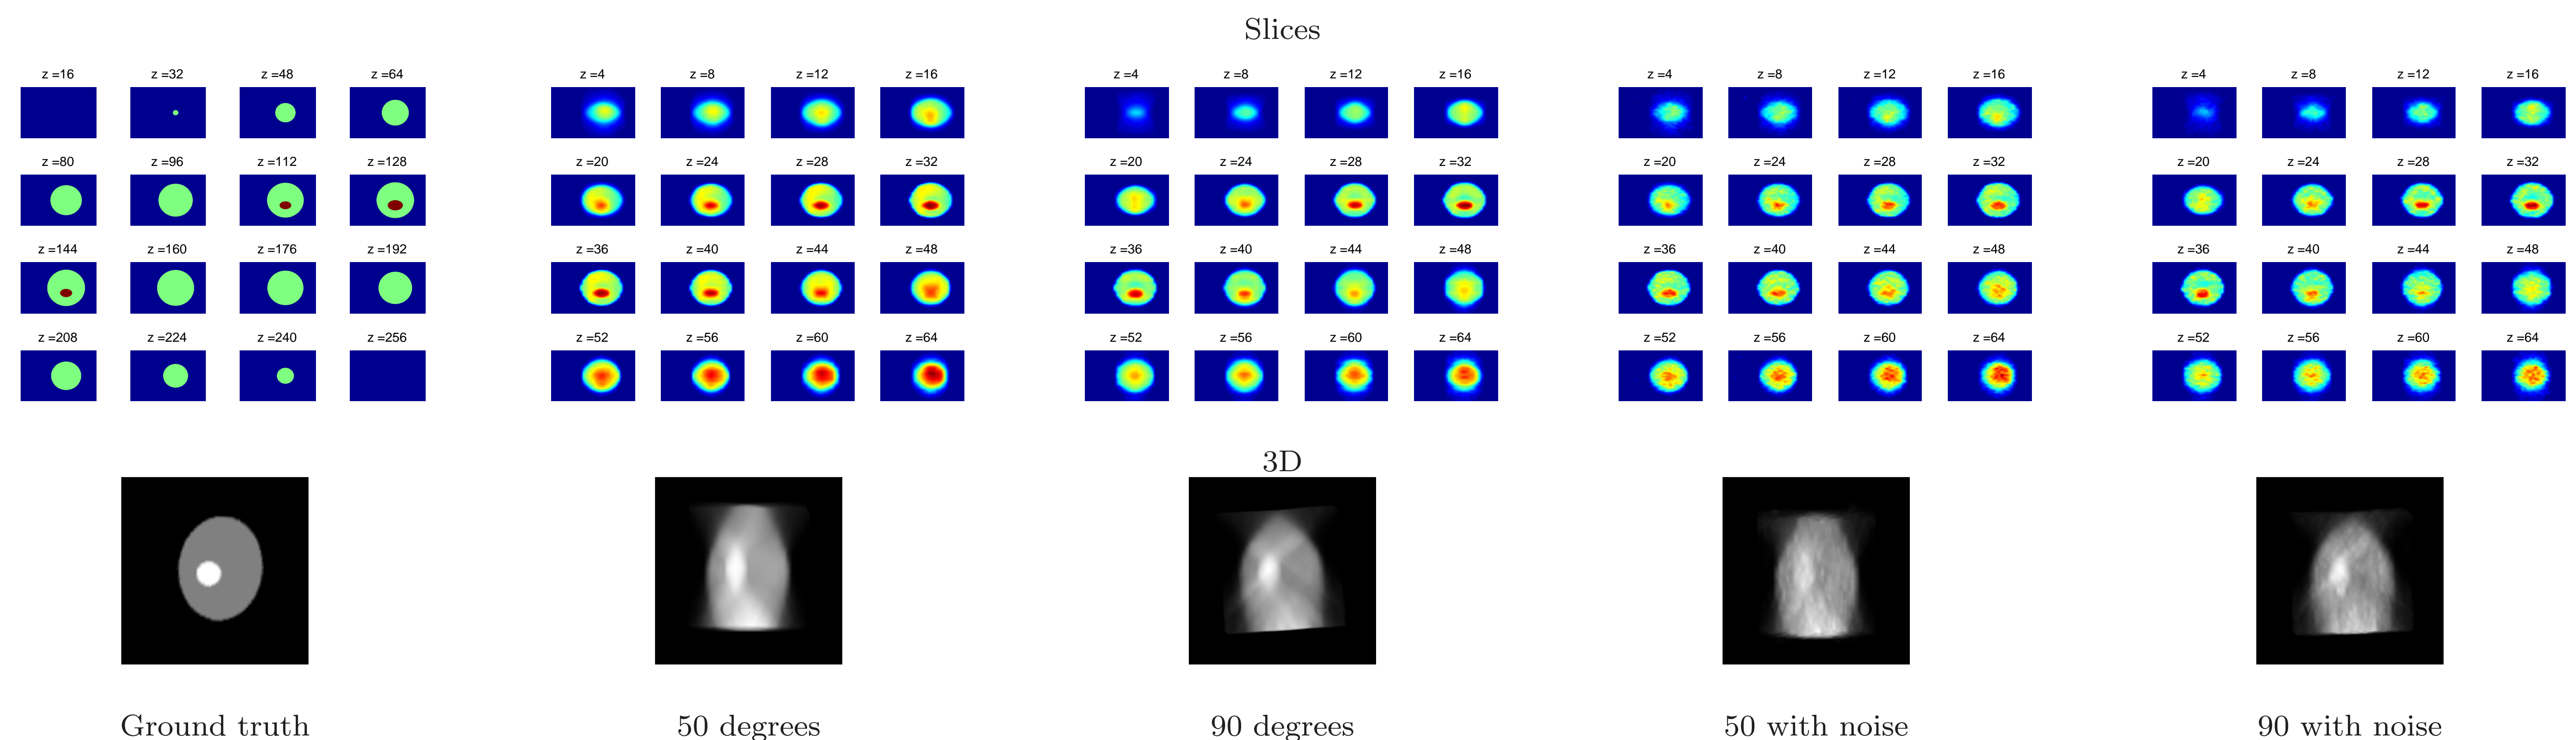 Slices
z =16 z =32 z =48 z =64 z =4 z =8 z =12 z =16 z =4 z =8 z =12 z =16 z =4 z =8 z =12 z =16 z =4 z =8 z =12 z =16
z =80 z =96 z =112 z =128 z =20 z =24 z =28 z =32 z =20 z =24 z =28 z =32 z =20 z =24 z =28 z =32 z =20 z =24 z =28 z =32
z =144 z =160 z =176 z =192 z =36 z =40 z =44 z =48 z =36 z =40 z =44 z =48 z =36 z =40 z =44 z =48 z =36 z =40 z =44 z =48
z =208 z =224 z =240 z =256 z =52 z =56 z =60 z =64 z =52 z =56 z =60 z =64 z =52 z =56 z =60 z =64 z =52 z =56 z =60 z =64
3D
Ground truth 50 degrees 90 degrees 50 with noise 90 with noise